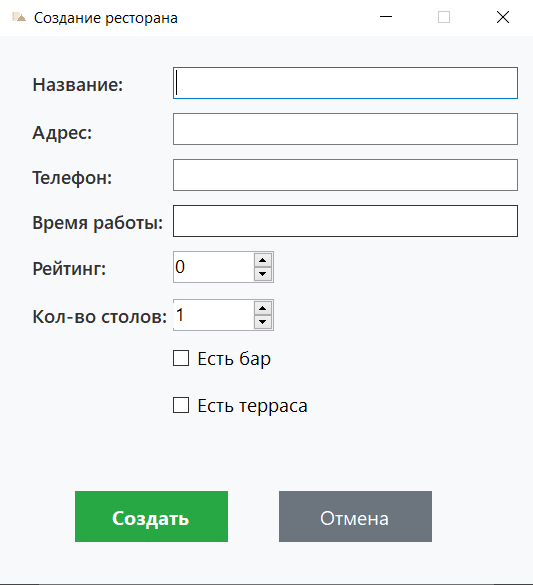 Создание ресторана
Название:
Адрес:
Телефон:
Время работы:
Рейтинг: 0
Кол-во столов: 1
Есть бар
Есть терраса
Создать Отмена